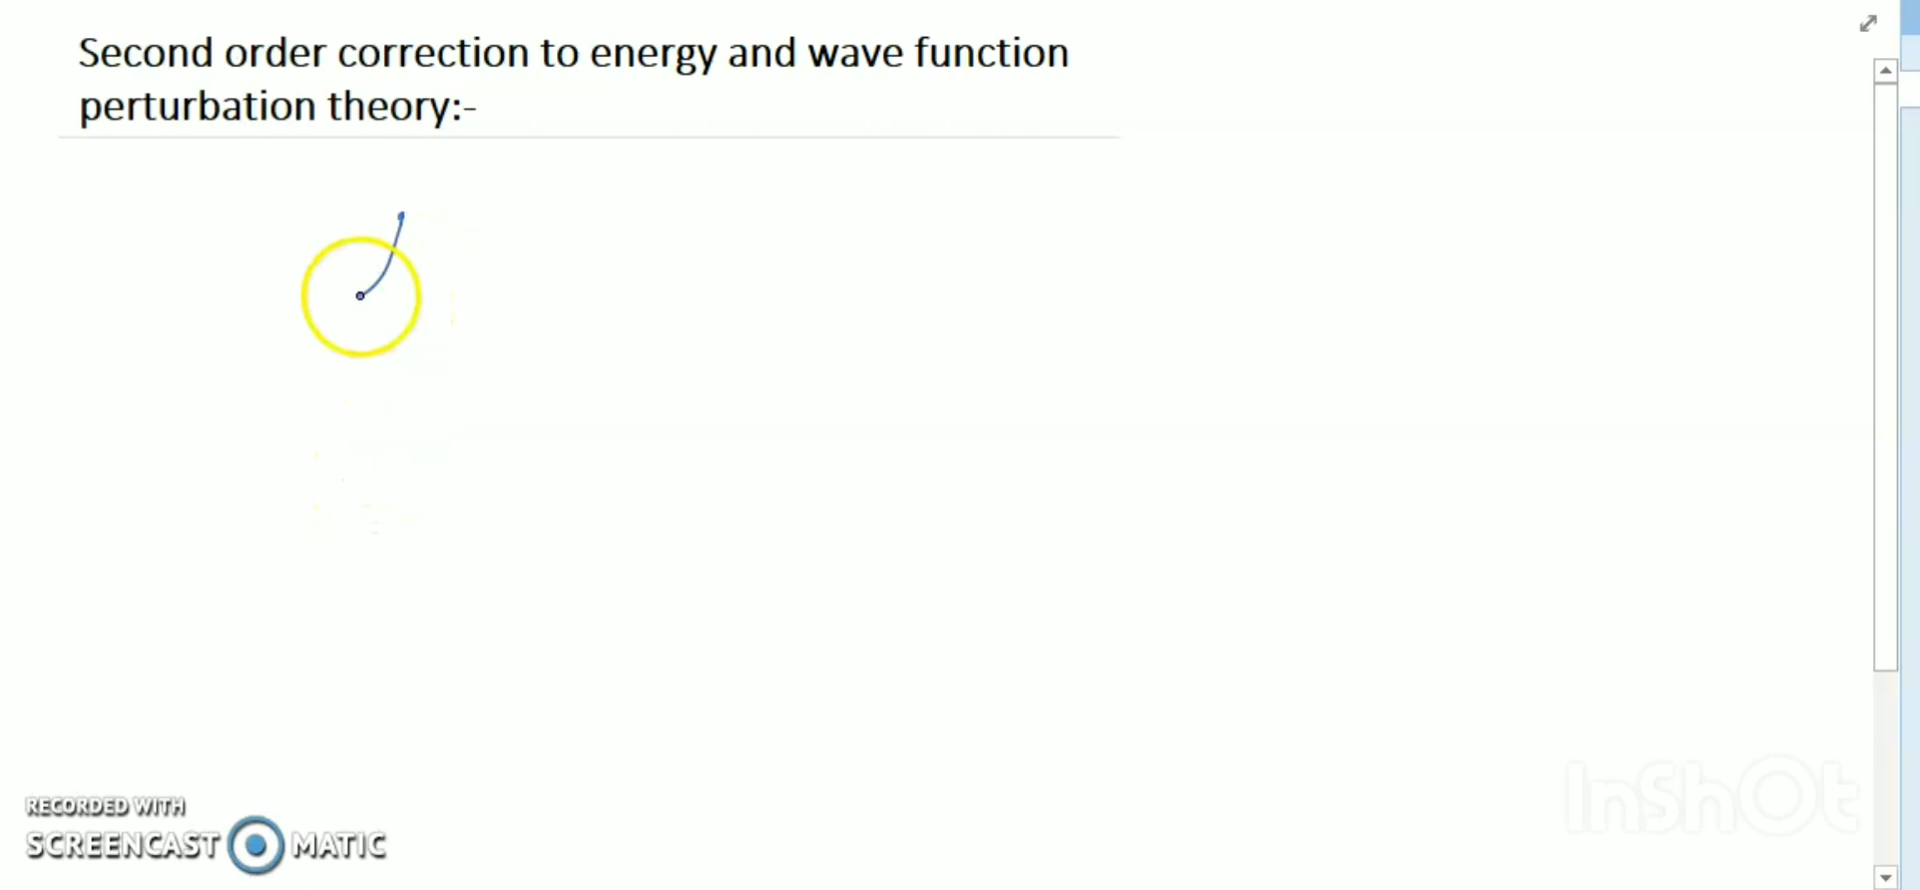 Second order correction to energy and wave function
perturbation theory:-
RECORDED WITH
SCREENCAST MATIC
InShOt